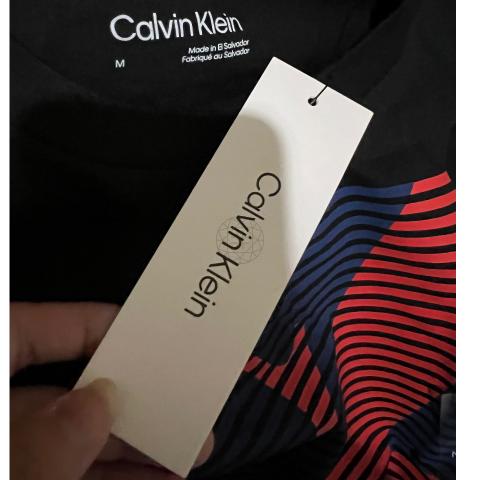 Calvin Klein
M
Made in El Salvador
Fabriqué au Salvador
Calvin Klein